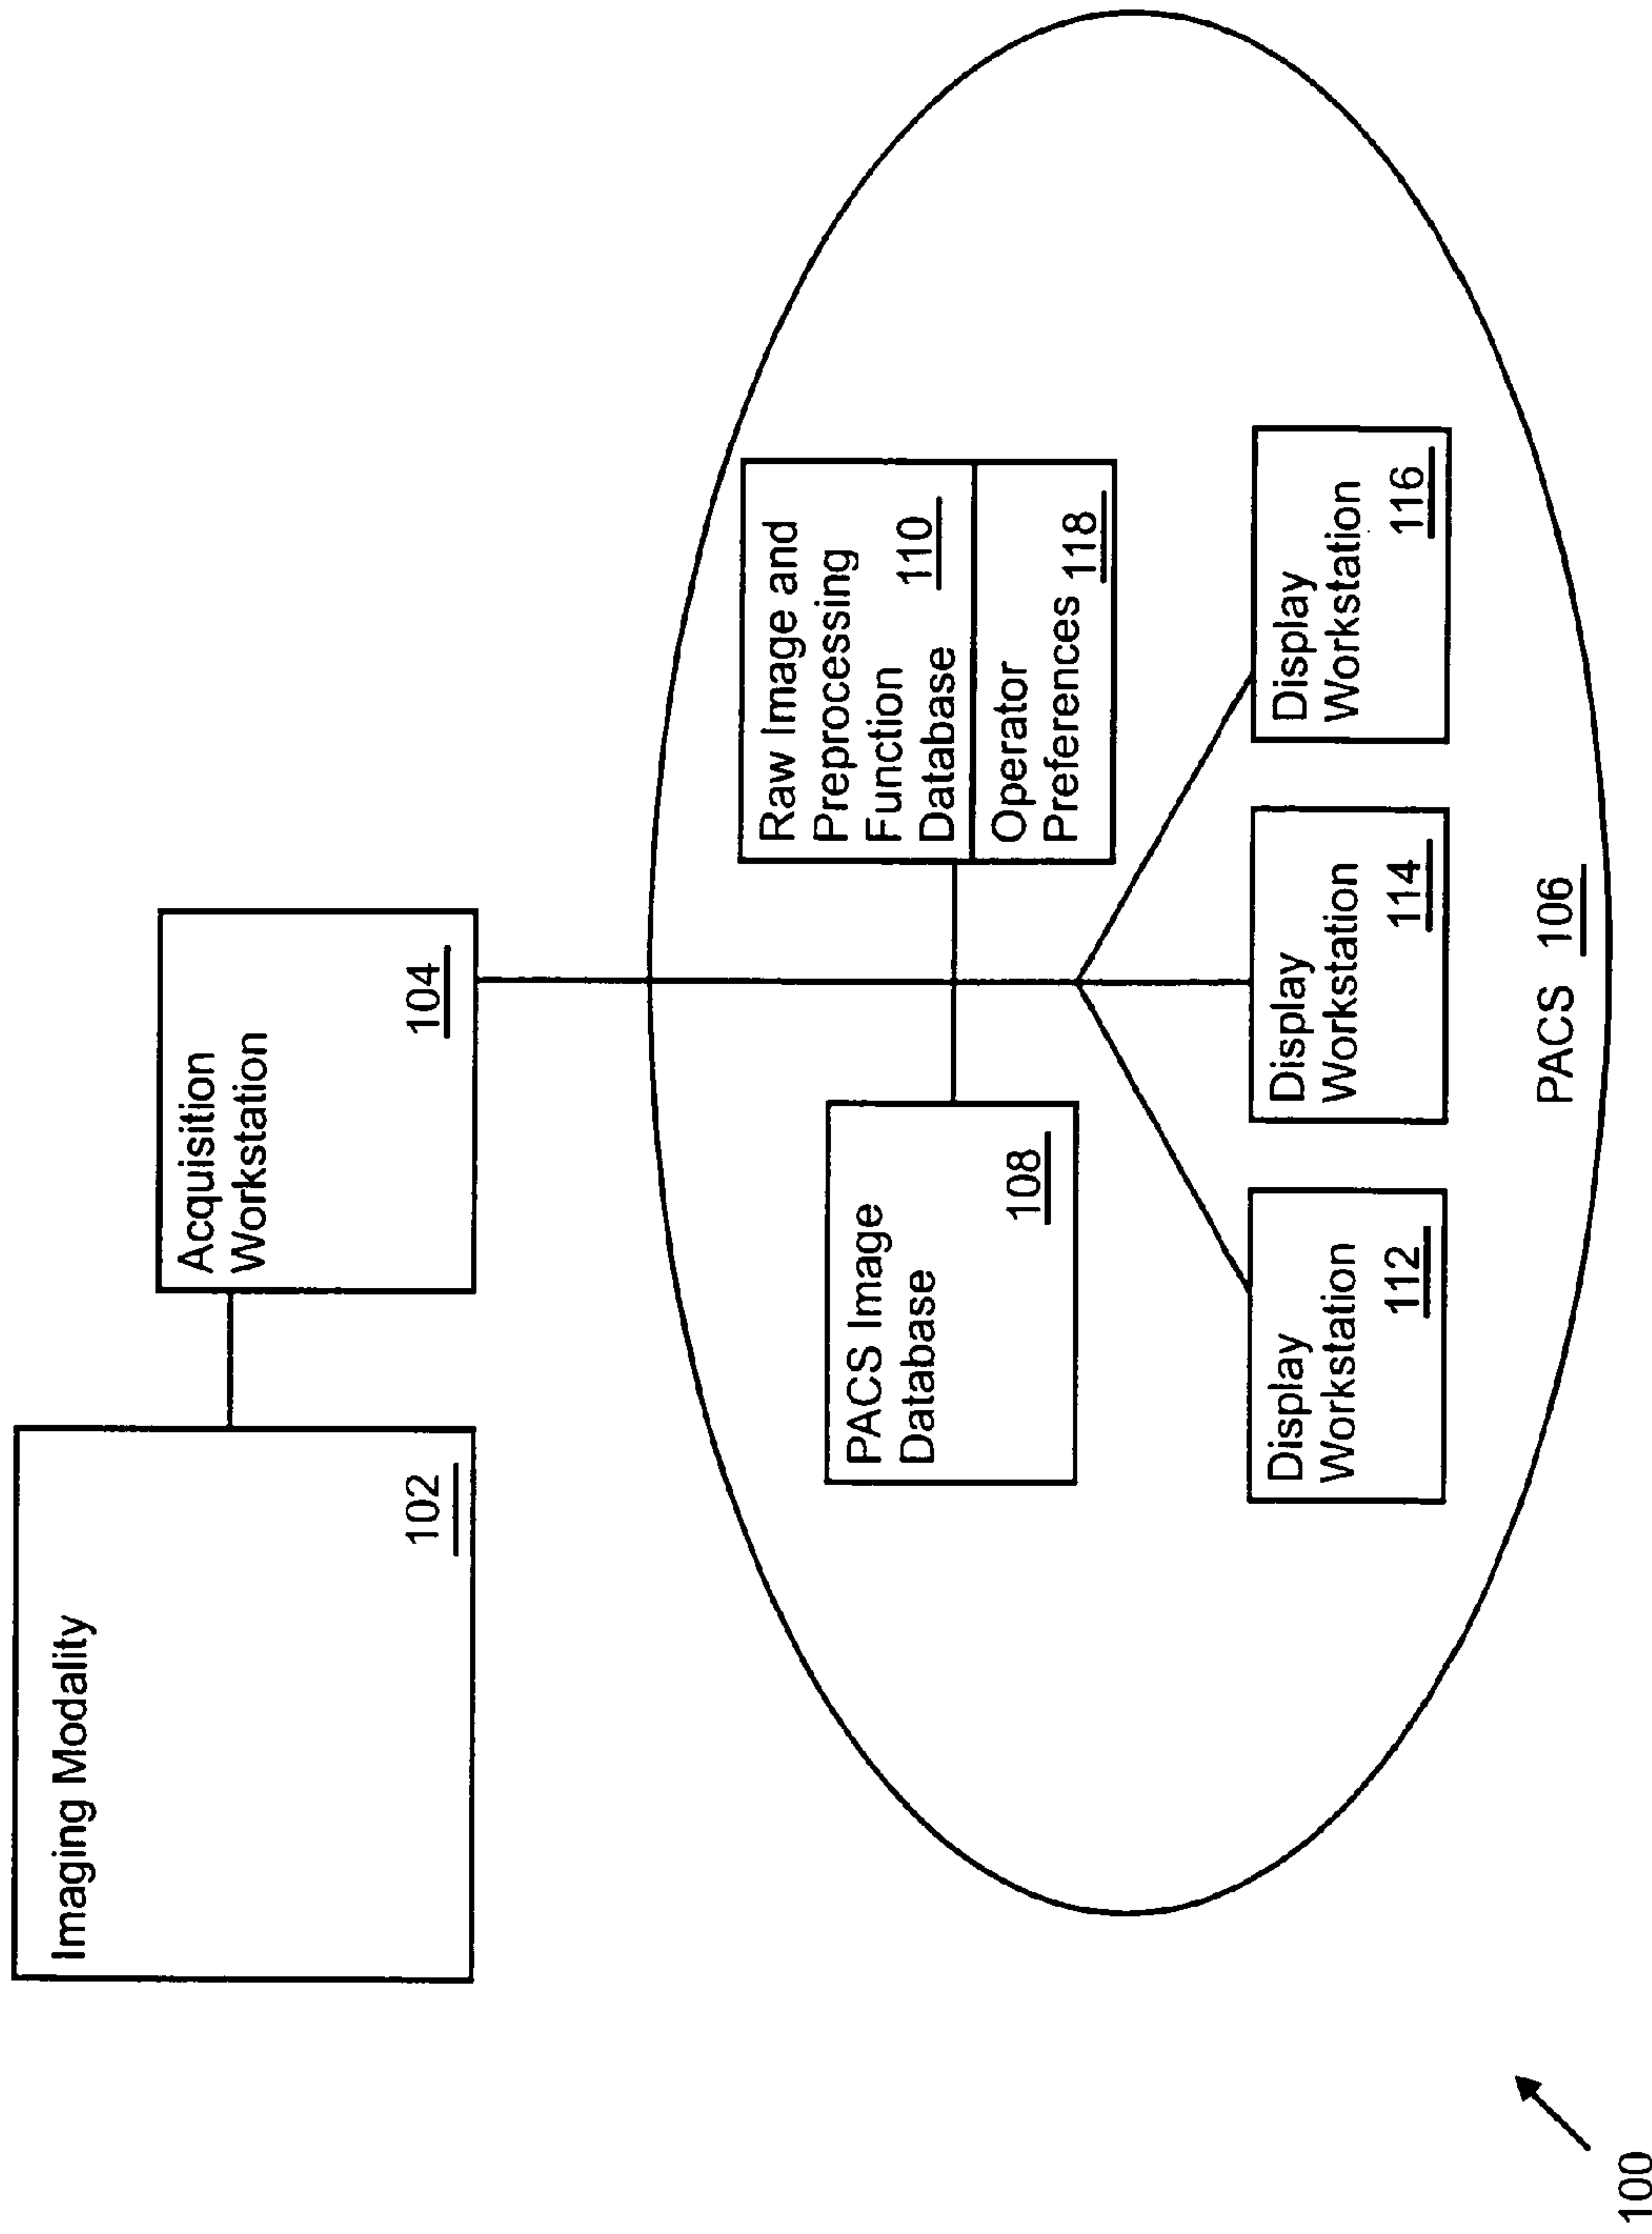 Imaging Modality
102
Acquisition
Workstation
104
Raw Image and
Preprocessing
Function
Database 110
Operator
Preferences 118
PACS Image
Database
108
Display
Workstation
112
Display
Workstation
114
Display
Workstation
116
PACS 106
100